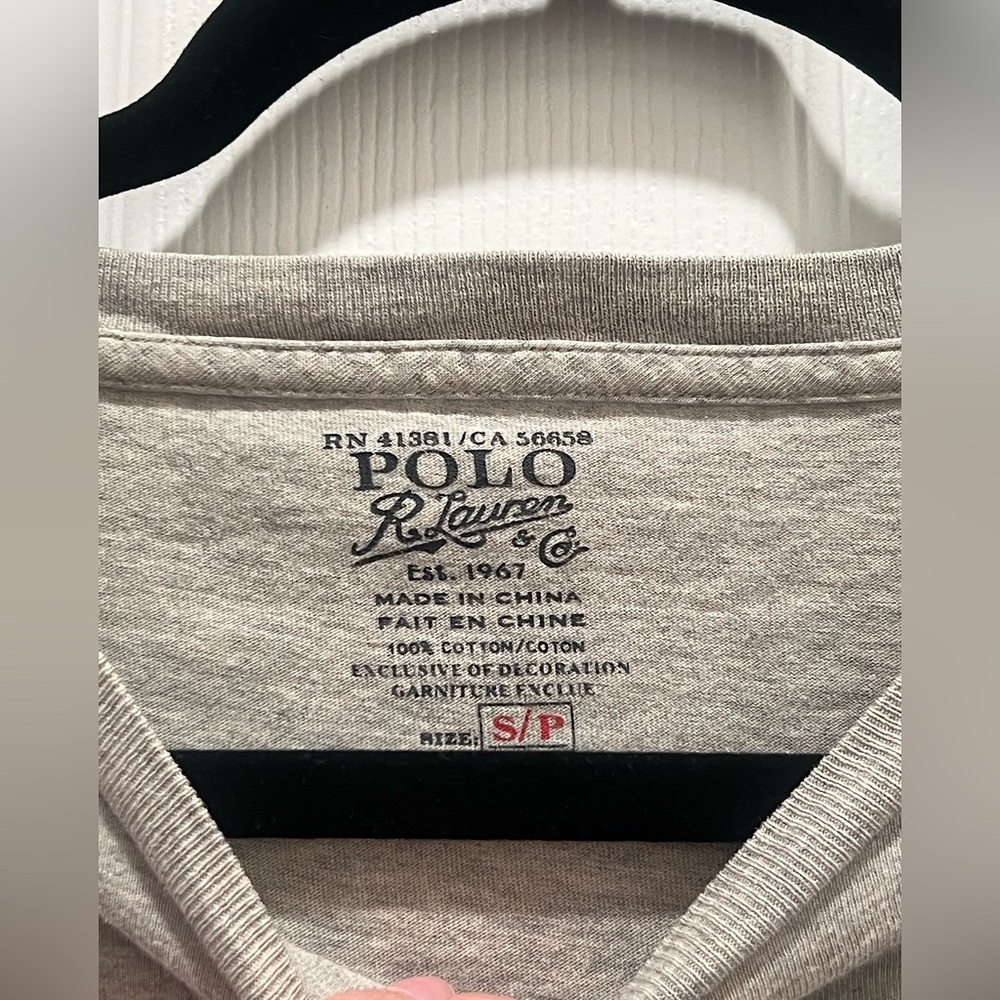 RN 41381/CA 56658
POLO
R. Lauren
& Co.
Est. 1967
MADE IN CHINA
FAIT EN CHINE
100% COTTON/COTON
EXCLUSIVE OF DECORATION
GARNITURE EXCLUE
SIZE: S/P